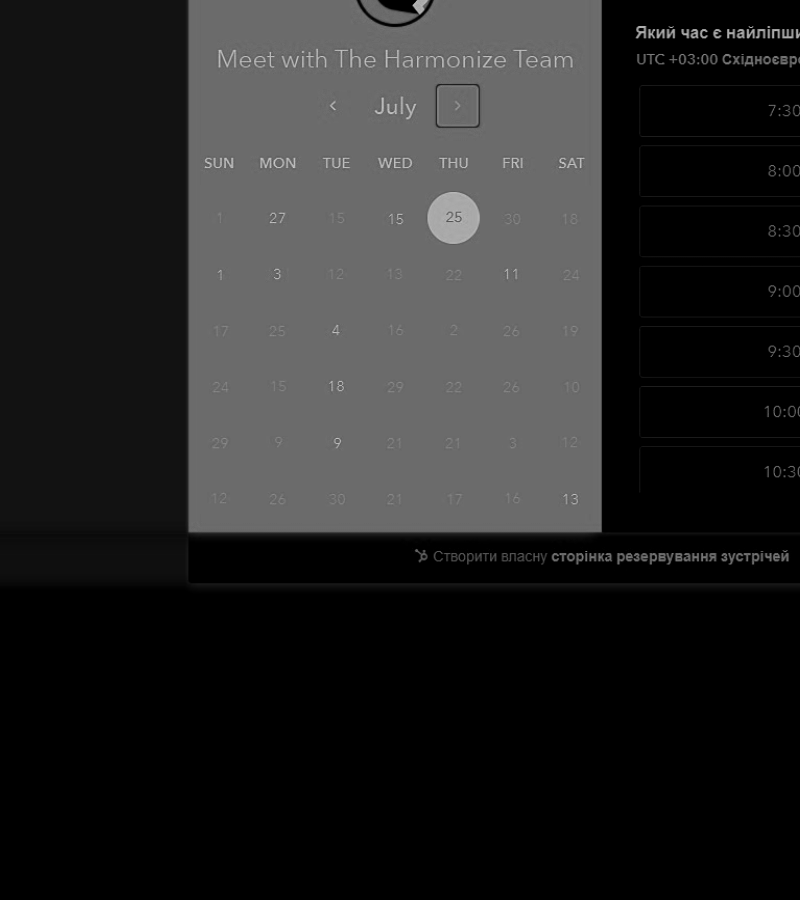 Meet with The Harmonize Team
July
SUN MON TUE WED THU FRI SAT
1 27 15 15 25 30 18
1 3 12 13 22 11 24
17 25 4 16 2 26 19
24 15 18 29 22 26 10
29 9 9 21 21 3 12
12 26 30 21 17 16 13
Який час є
UTC +03:00
7:30
8:00
8:30
9:00
9:30
10:00
10:30
Створити власну сторінка резервування зустрічей